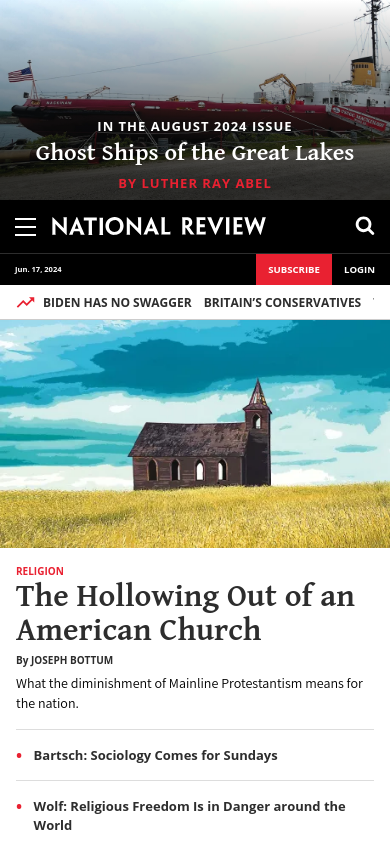 IN THE AUGUST 2024 ISSUE
Ghost Ships of the Great Lakes
BY LUTHER RAY ABEL
NATIONAL REVIEW
Jun. 17, 2024
SUBSCRIBE
LOGIN
BIDEN HAS NO SWAGGER BRITAIN’S CONSERVATIVES
RELIGION
The Hollowing Out of an
American Church
By JOSEPH BOTTUM
What the diminishment of Mainline Protestantism means for
the nation.
Bartsch: Sociology Comes for Sundays
Wolf: Religious Freedom Is in Danger around the
World